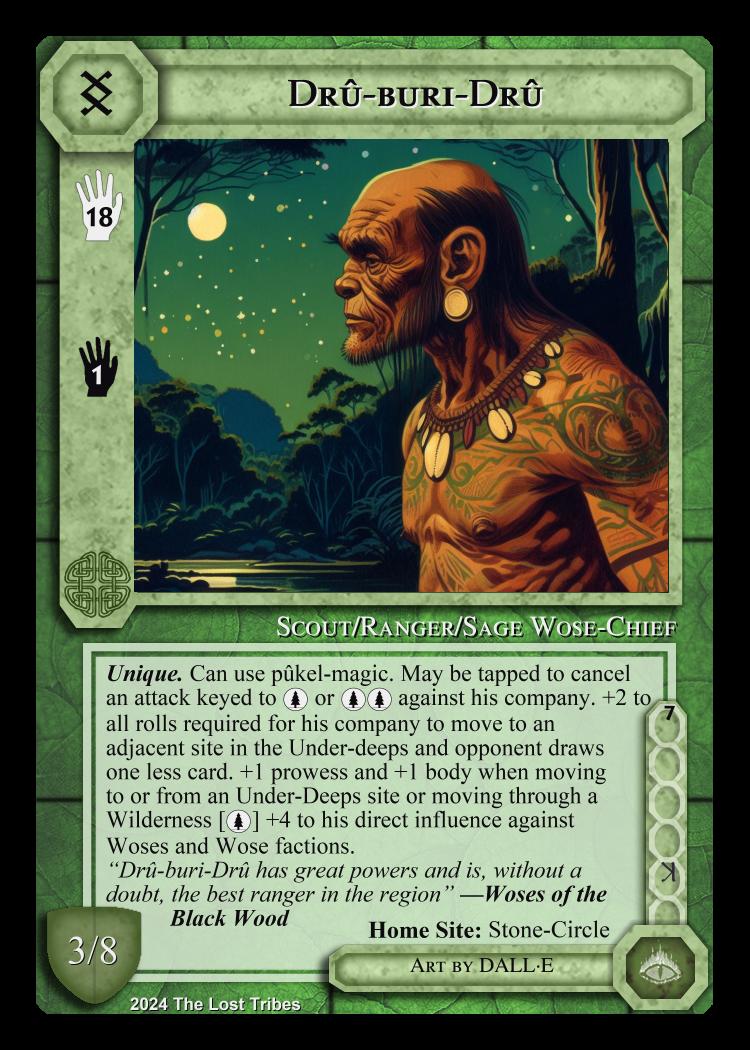 Drû-buri-Drû
18
1
Scout/Ranger/Sage Wose-Chief
Unique. Can use pûkel-magic. May be tapped to cancel
an attack keyed to or against his company. +2 to
all rolls required for his company to move to an
adjacent site in the Under-deeps and opponent draws
one less card. +1 prowess and +1 body when moving
to or from an Under-Deeps site or moving through a
Wilderness [ ] +4 to his direct influence against
Woses and Wose factions.
“Drû-buri-Drû has great powers and is, without a
doubt, the best ranger in the region” —Woses of the
Black Wood
7
Home Site: Stone-Circle
3/8
Art by DALL·E
2024 The Lost Tribes